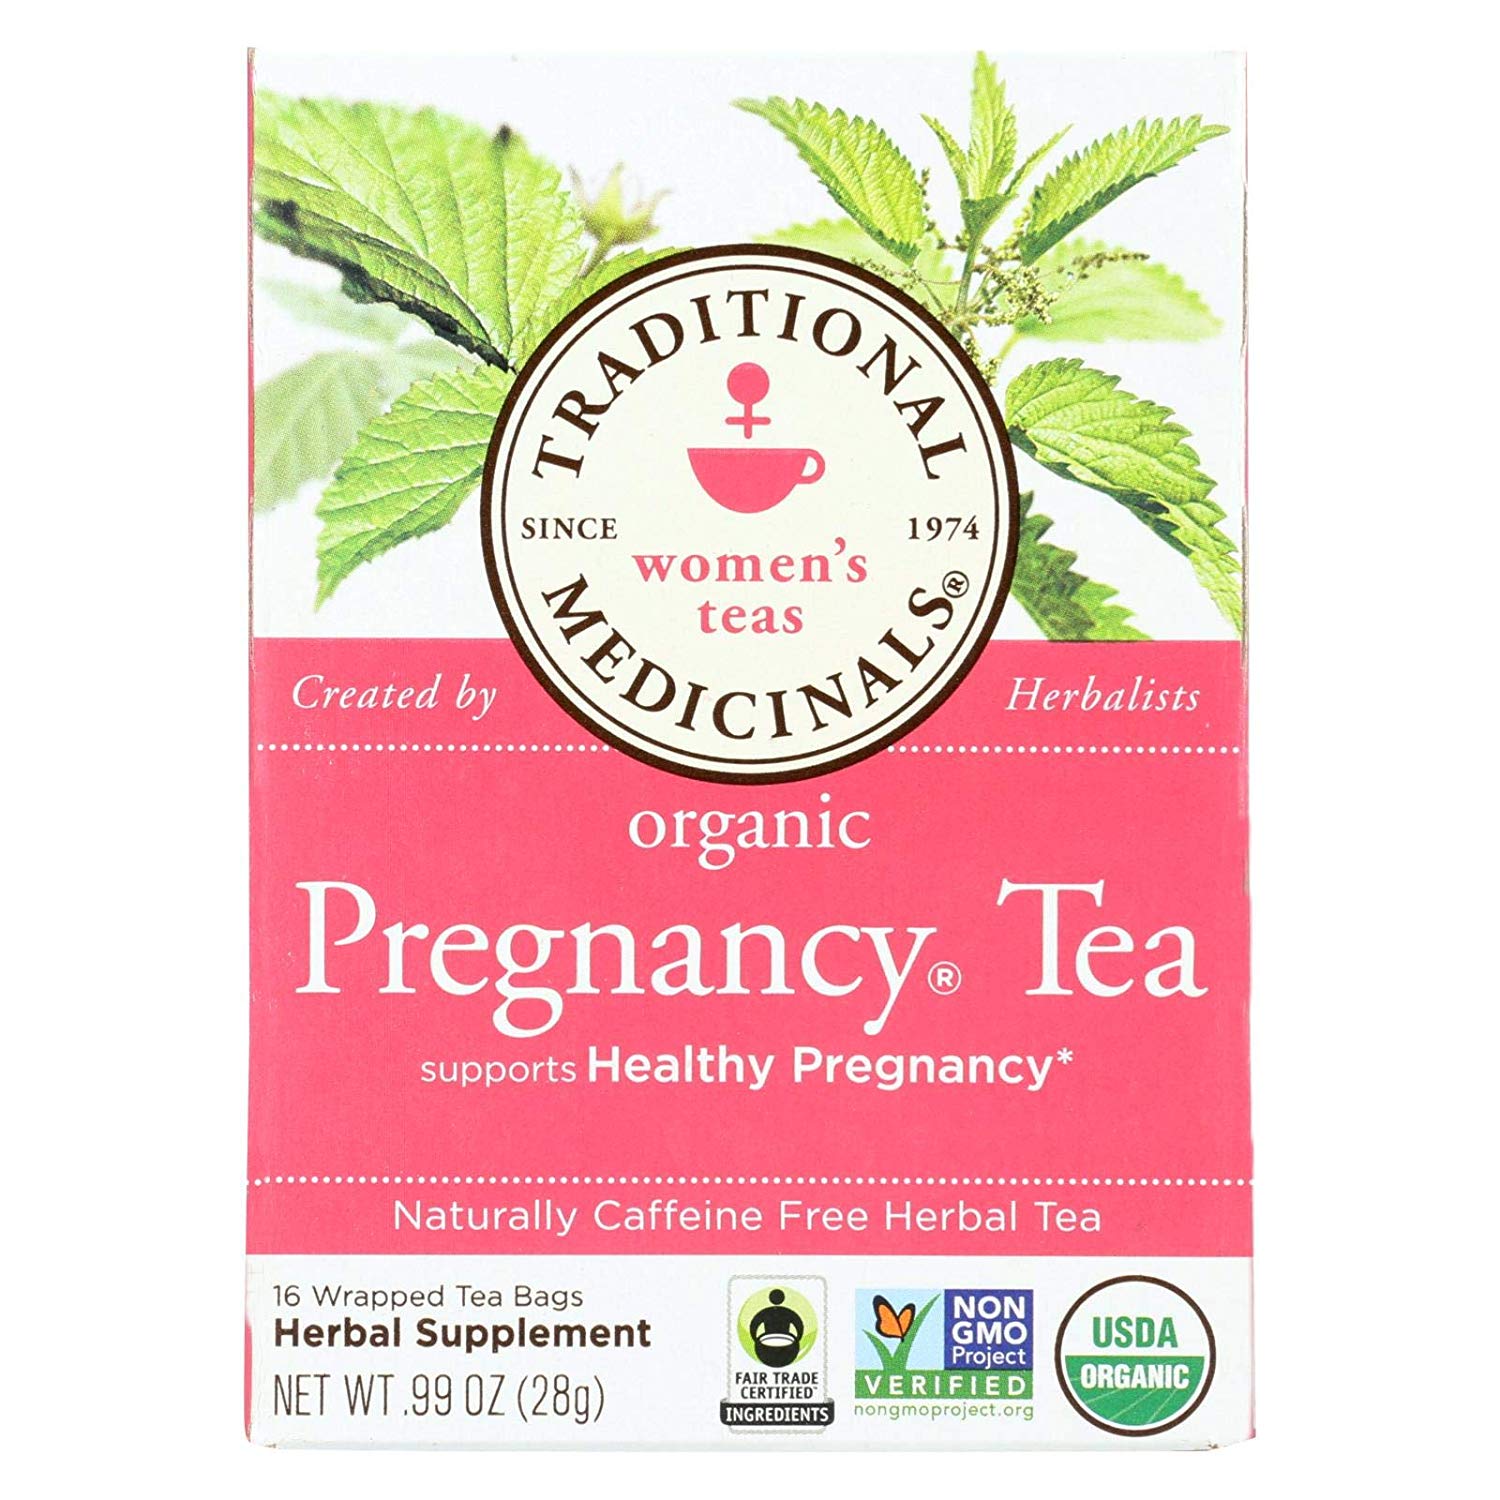 TRADITIONAL
SINCE 1974
women's
teas
MEDICINALS®
Created by Herbalists
organic
Pregnancy® Tea
supports Healthy Pregnancy*
Naturally Caffeine Free Herbal Tea
16 Wrapped Tea Bags
Herbal Supplement
NET WT .99 OZ (28g)
FAIR TRADE
CERTIFIED™
INGREDIENTS
NON
GMO
Project
VERIFIED
nongmoproject.org
USDA
ORGANIC